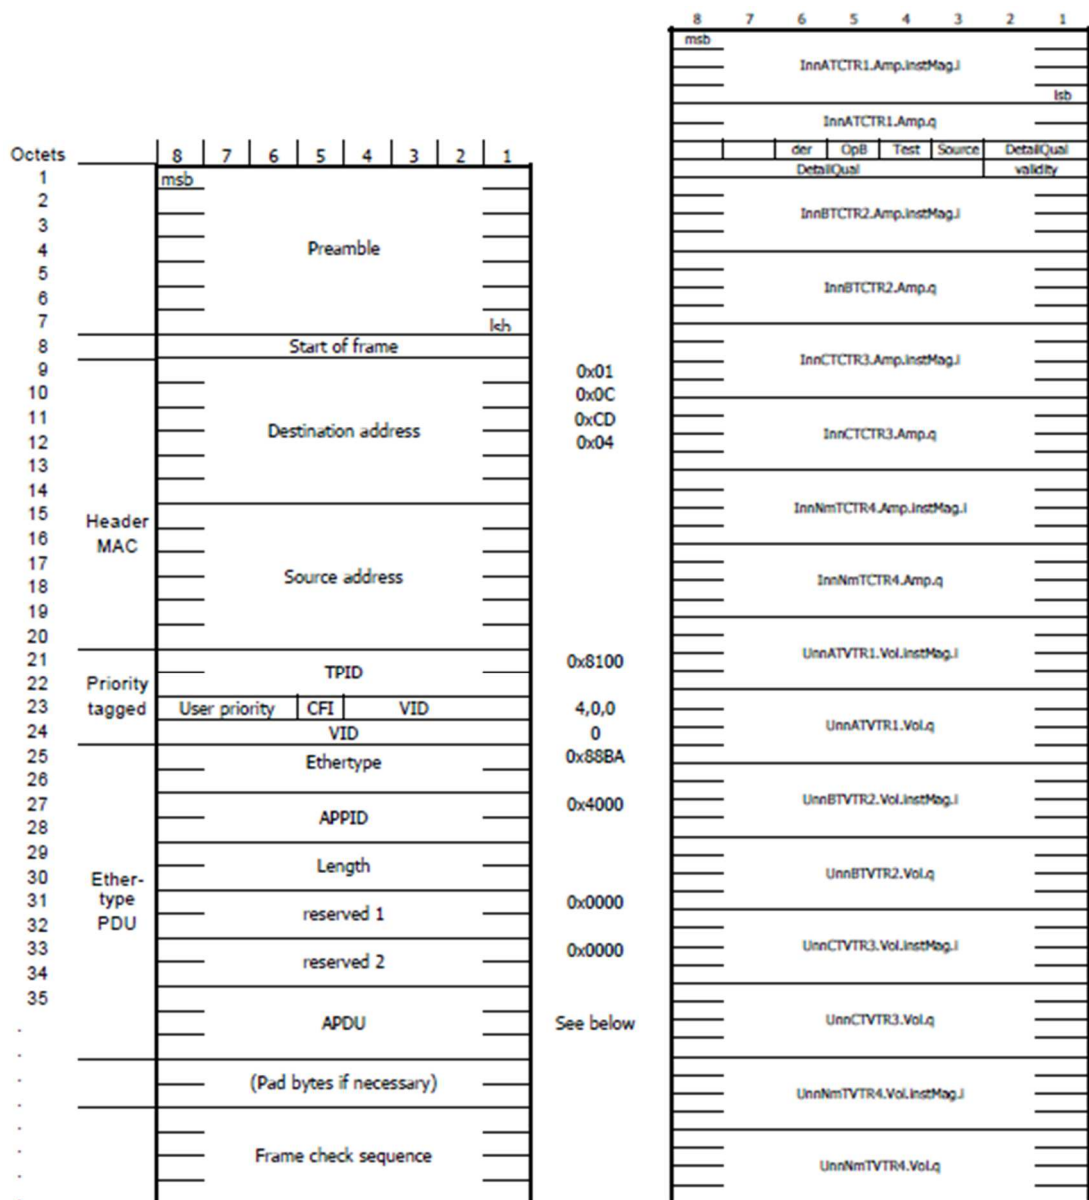 Octets 8 7 6 5 4 3 2 1
1 msb
2
3
4 Preamble
5
6
7 lsb
8 Start of frame
9 0x01
10 0x0C
11 Destination address 0xCD
12 0x04
13
14
15 Header MAC
16
17
18 Source address
19
20
21 TPID 0x8100
22 Priority tagged
23 User priority CFI VID 4,0,0
24 VID 0
25 Ethertype 0x88BA
26
27 APPID 0x4000
28
29 Length
30 Ether-type PDU
31 reserved 1 0x0000
32
33 reserved 2 0x0000
34
35
. APDU See below
.
. (Pad bytes if necessary)
.
. Frame check sequence
.
8 7 6 5 4 3 2 1
msb
InnATCTR1.Amp.instMag.i
lsb
InnATCTR1.Amp.q
der OpB Test Source DetailQual
DetailQual validity
InnBTCTR2.Amp.instMag.i
InnBTCTR2.Amp.q
InnCTCTR3.Amp.instMag.i
InnCTCTR3.Amp.q
InnNmTCTR4.Amp.instMag.i
InnNmTCTR4.Amp.q
UnnATVTR1.Vol.instMag.i
UnnATVTR1.Vol.q
UnnBTVTR2.Vol.instMag.i
UnnBTVTR2.Vol.q
UnnCTVTR3.Vol.instMag.i
UnnCTVTR3.Vol.q
UnnNmTVTR4.Vol.instMag.i
UnnNmTVTR4.Vol.q